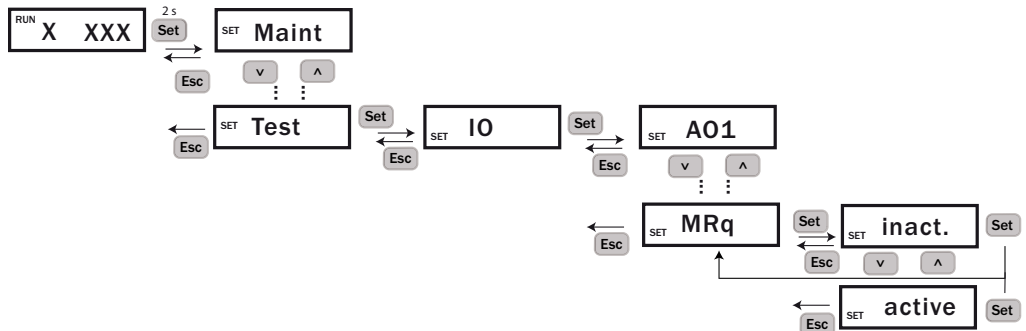 RUN X XXX 2 s Set SET Maint
Esc ∨ ∧
SET Test Set SET IO Set SET AO1
Esc Esc Esc ∨ ∧
SET MRq Set SET inact. Set
Esc Esc ∨ ∧
SET active Set
Esc